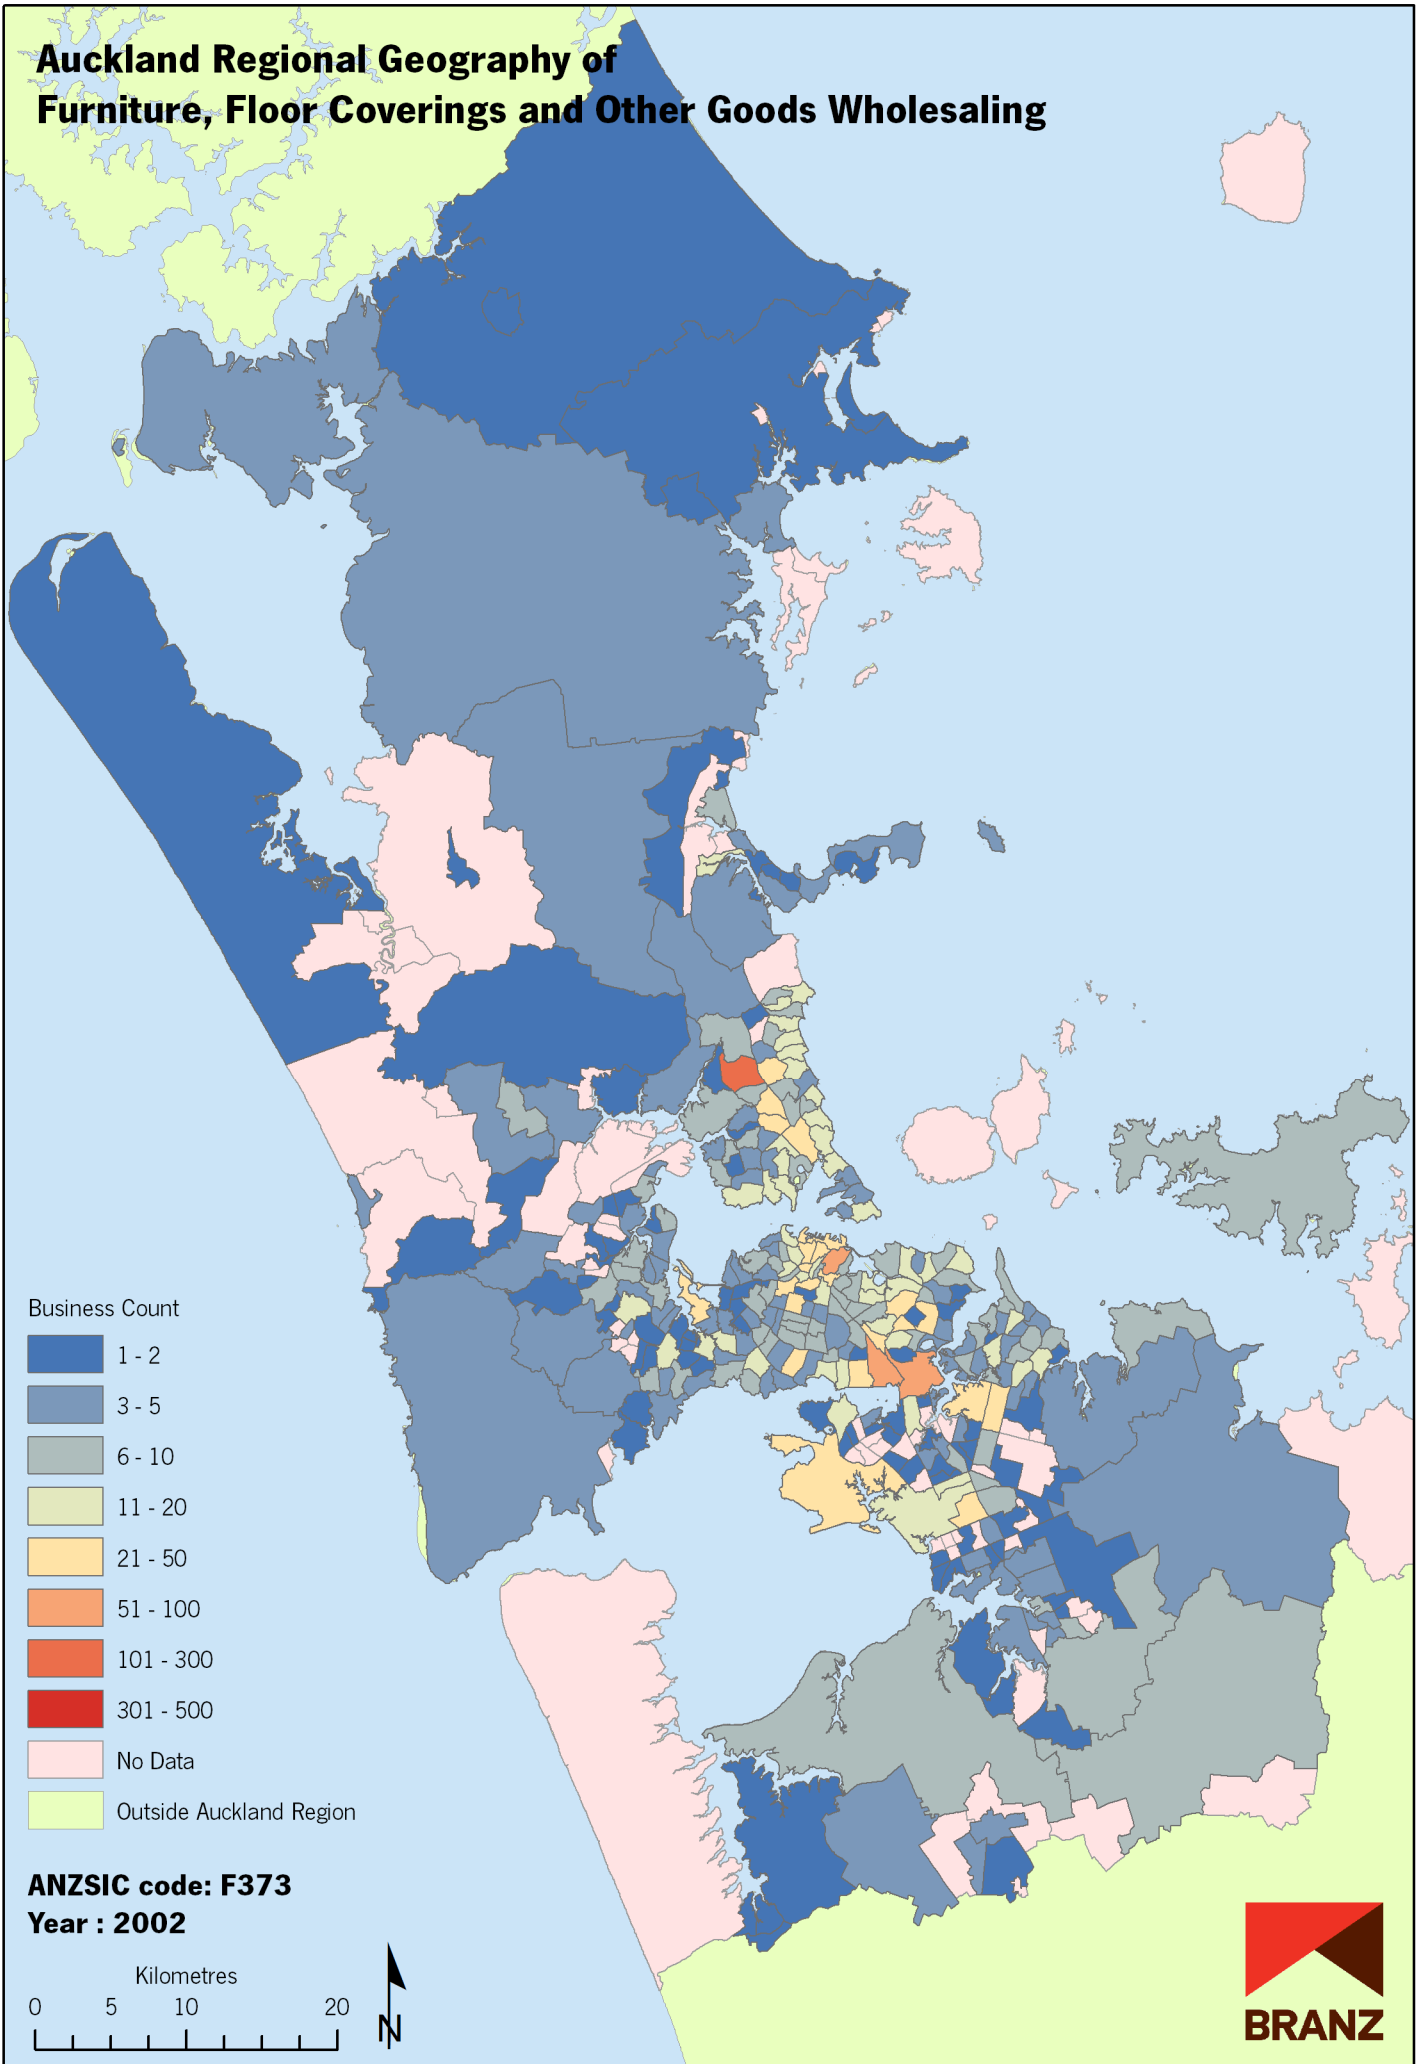 Auckland Regional Geography of
Furniture, Floor Coverings and Other Goods Wholesaling
Business Count
1 - 2
3 - 5
6 - 10
11 - 20
21 - 50
51 - 100
101 - 300
301 - 500
No Data
Outside Auckland Region
ANZSIC code: F373
Year : 2002
Kilometres
0 5 10 20
N
BRANZ